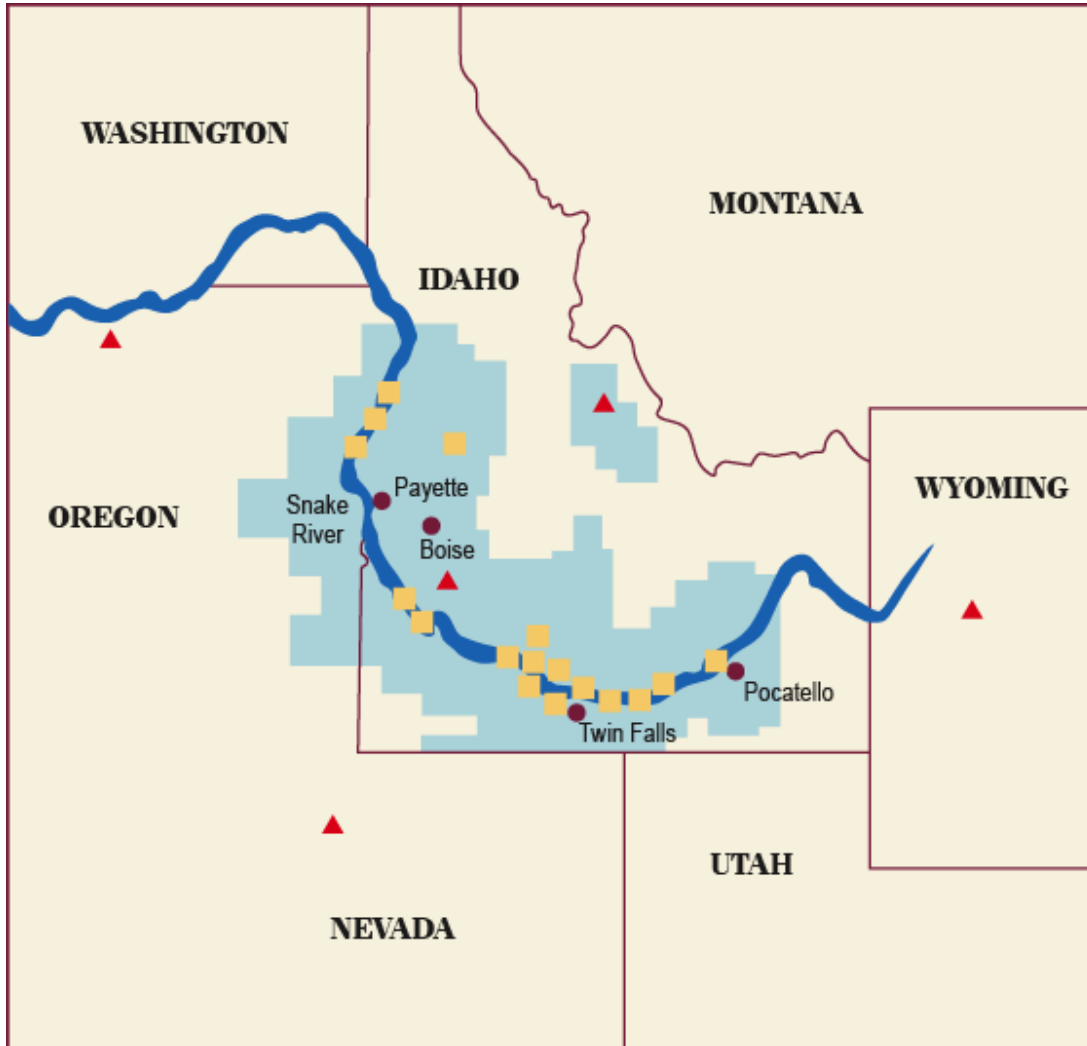 WASHINGTON
MONTANA
IDAHO
Payette
Snake
River
WYOMING
OREGON
Boise
Pocatello
Twin Falls
UTAH
NEVADA